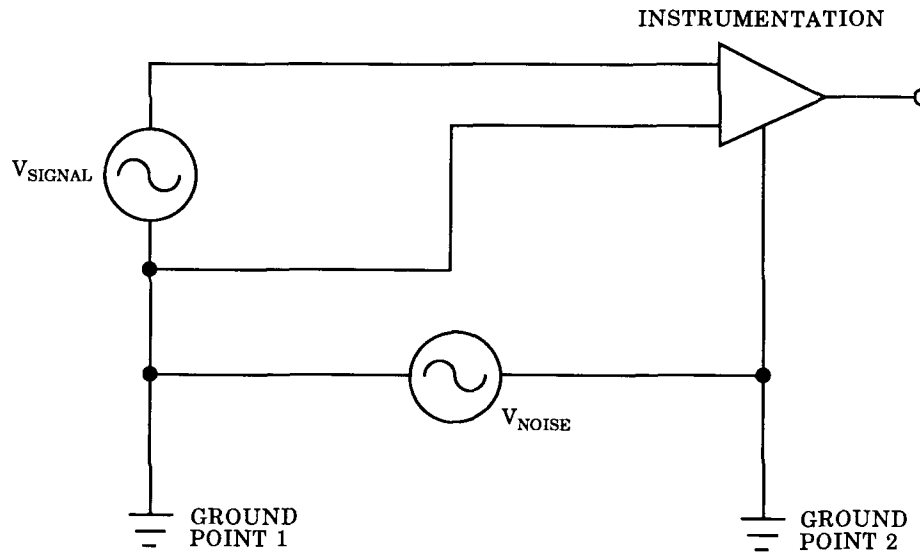 INSTRUMENTATION
VSIGNAL
VNOISE
GROUND
POINT 1
GROUND
POINT 2